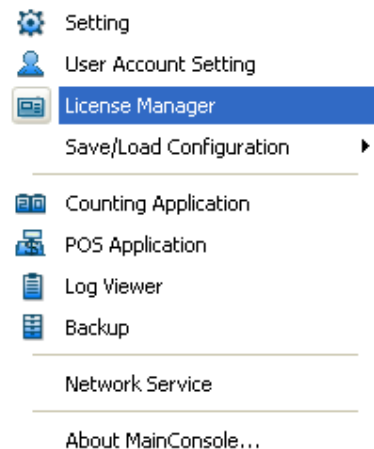 Setting
User Account Setting
License Manager
Save/Load Configuration
Counting Application
POS Application
Log Viewer
Backup
Network Service
About MainConsole...